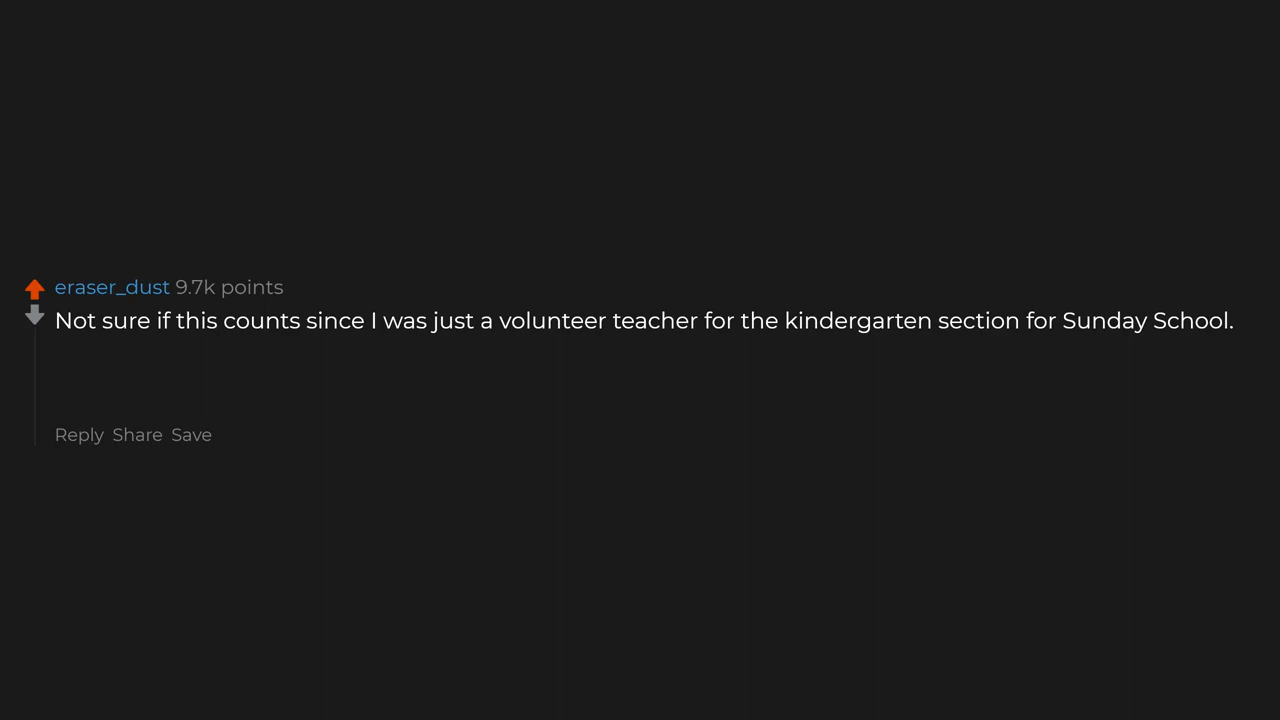 eraser_dust 9.7k points
Not sure if this counts since I was just a volunteer teacher for the kindergarten section for Sunday School.
Reply Share Save